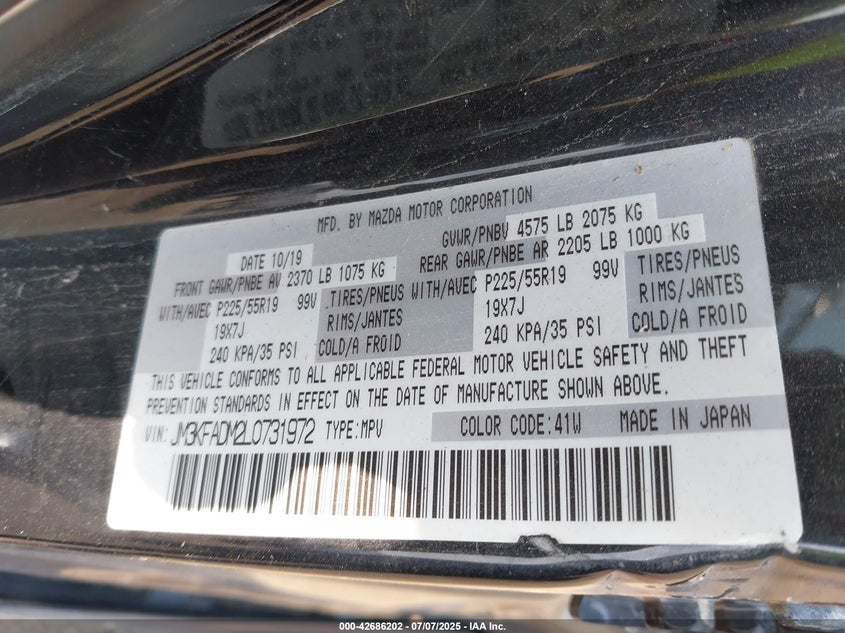 MFD. BY MAZDA MOTOR CORPORATION
DATE 10/19
GVWR/PNBV 4575 LB 2075 KG
FRONT GAWR/PNBE AV 2370 LB 1075 KG
REAR GAWR/PNBE AR 2205 LB 1000 KG
WITH/AVEC P225/55R19 99V TIRES/PNEUS
19X7J RIMS/JANTES
240 KPA/35 PSI COLD/A FROID
WITH/AVEC P225/55R19 99V TIRES/PNEUS
19X7J RIMS/JANTES
240 KPA/35 PSI COLD/A FROID
THIS VEHICLE CONFORMS TO ALL APPLICABLE FEDERAL MOTOR VEHICLE SAFETY AND THEFT
PREVENTION STANDARDS IN EFFECT ON THE DATE OF MANUFACTURE SHOWN ABOVE.
VIN: JM3KFADM2L0731972 TYPE:MPV COLOR CODE:41W MADE IN JAPAN
000-42686202 - 07/07/2025 - IAA Inc.